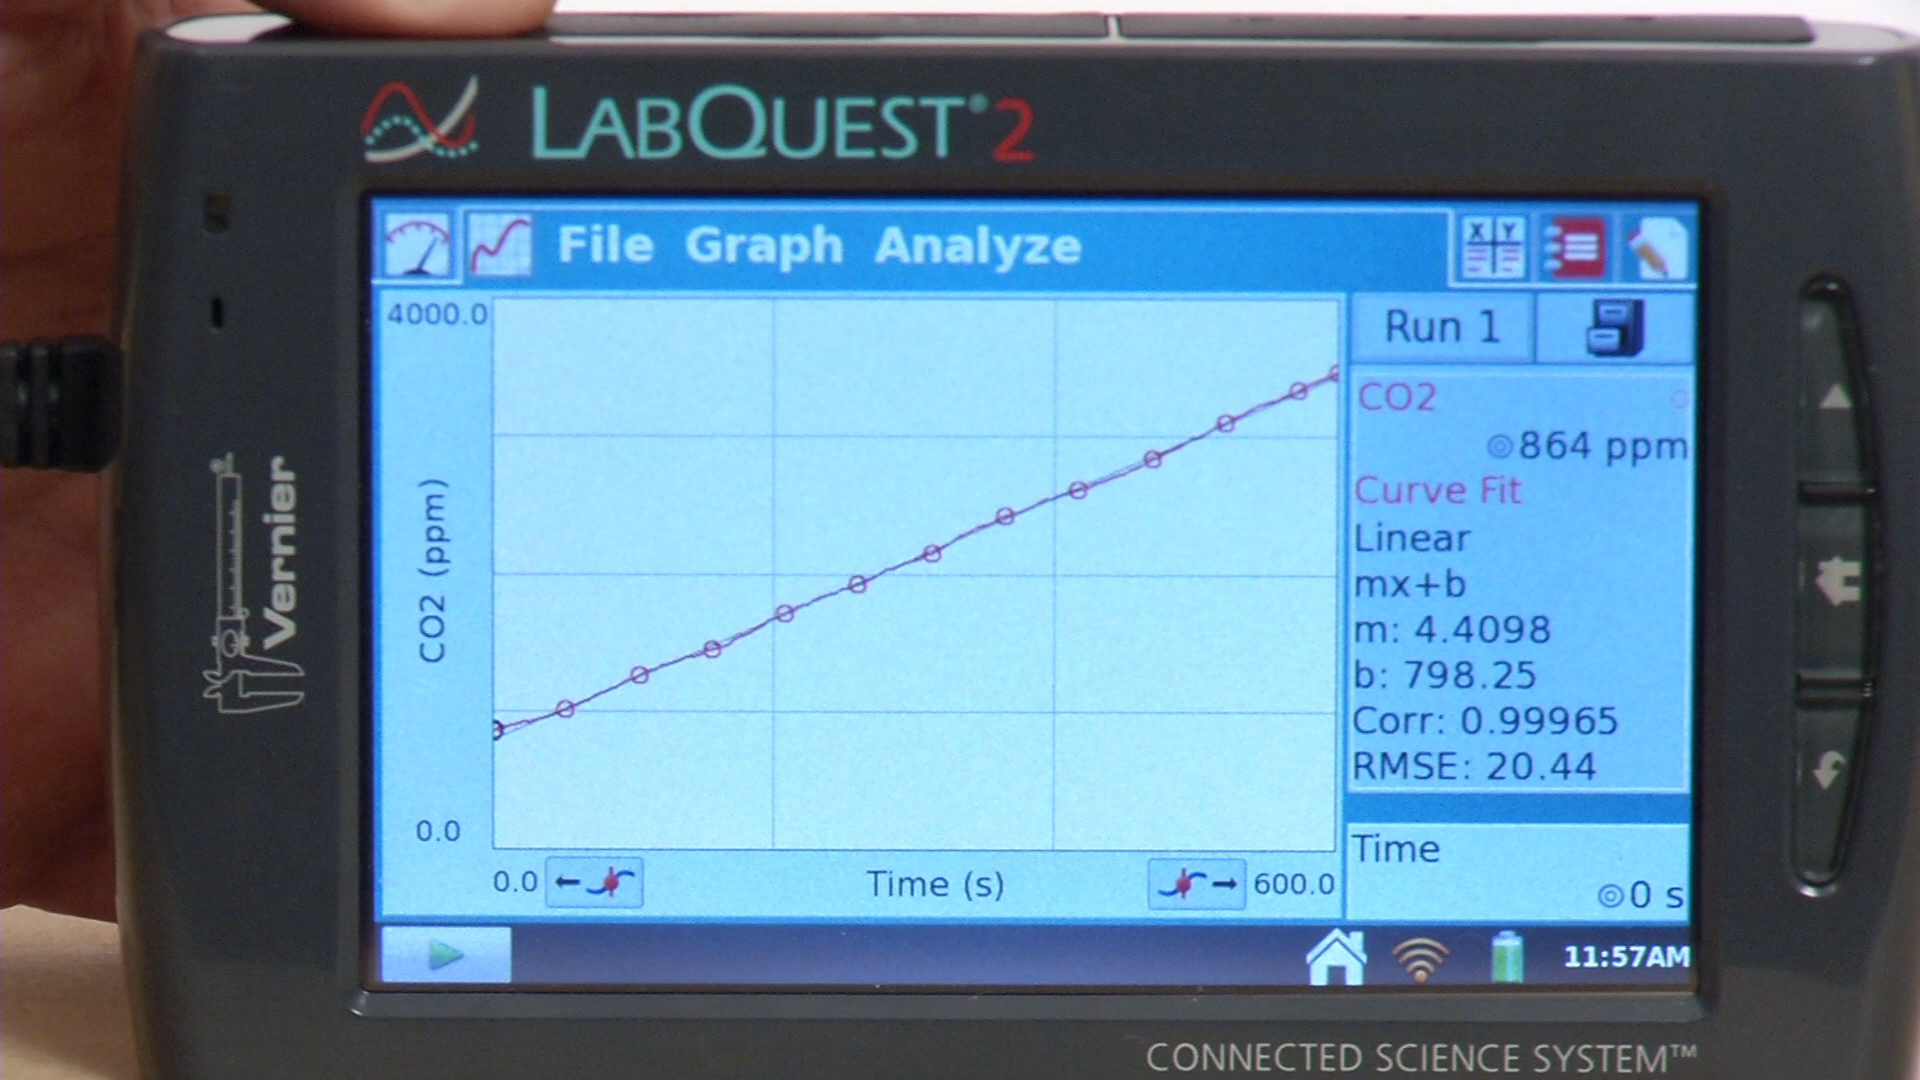 LABQUEST® 2
File Graph Analyze
X Y
4000.0
CO2 (ppm)
0.0
0.0
Time (s)
600.0
Run 1
CO2
864 ppm
Curve Fit
Linear
mx+b
m: 4.4098
b: 798.25
Corr: 0.99965
RMSE: 20.44
Time
0 s
11:57AM
Vernier
CONNECTED SCIENCE SYSTEM™